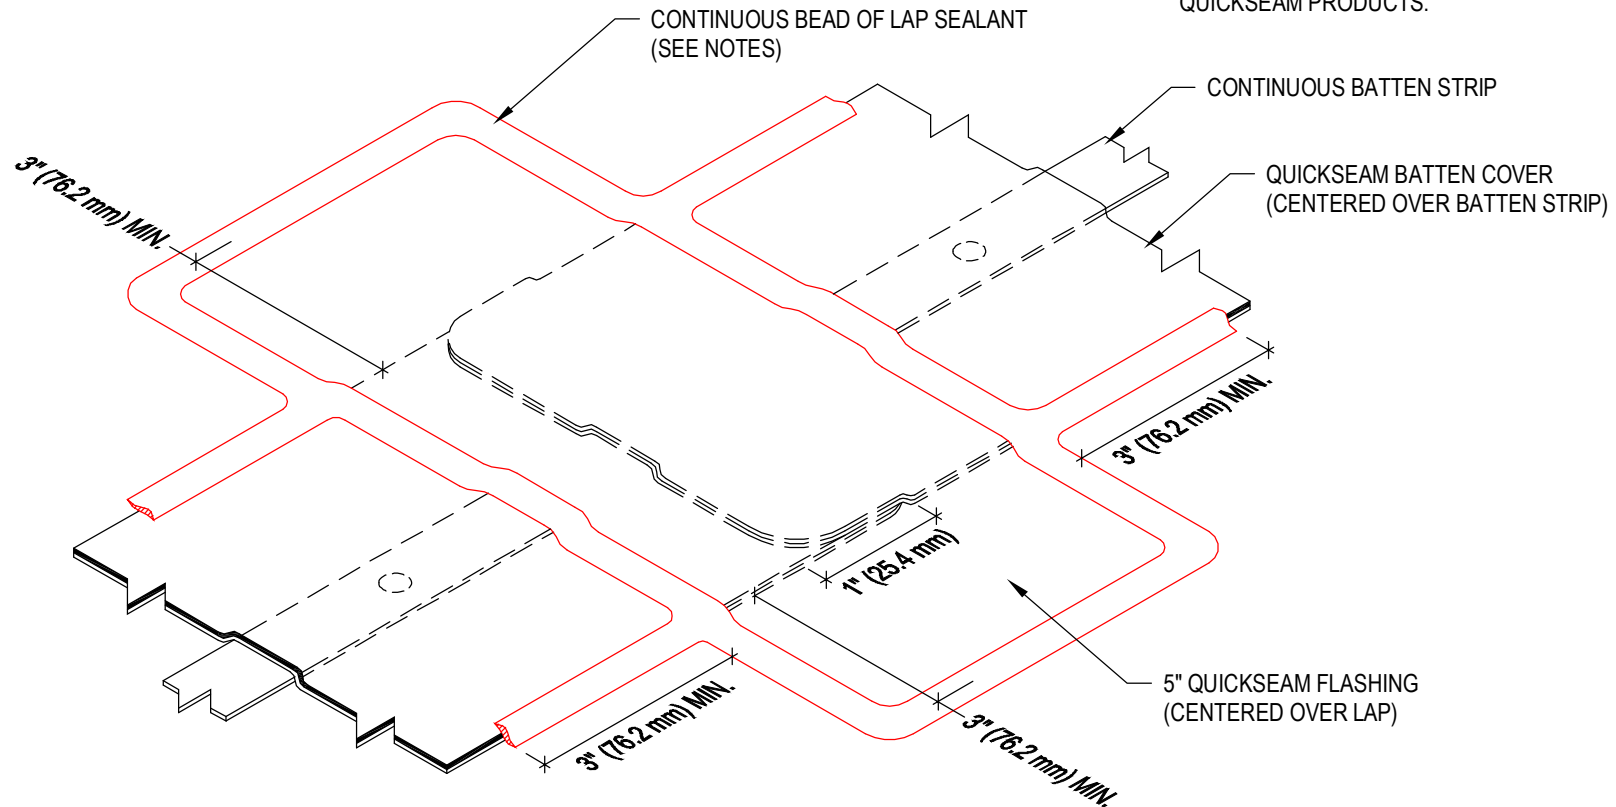 QUICKSEAM PRODUCTS.
CONTINUOUS BEAD OF LAP SEALANT
(SEE NOTES)
CONTINUOUS BATTEN STRIP
QUICKSEAM BATTEN COVER
(CENTERED OVER BATTEN STRIP)
3" (76.2 mm) MIN.
3" (76.2 mm) MIN.
1" (25.4 mm)
5" QUICKSEAM FLASHING
(CENTERED OVER LAP)
3" (76.2 mm) MIN.
3" (76.2 mm) MIN.